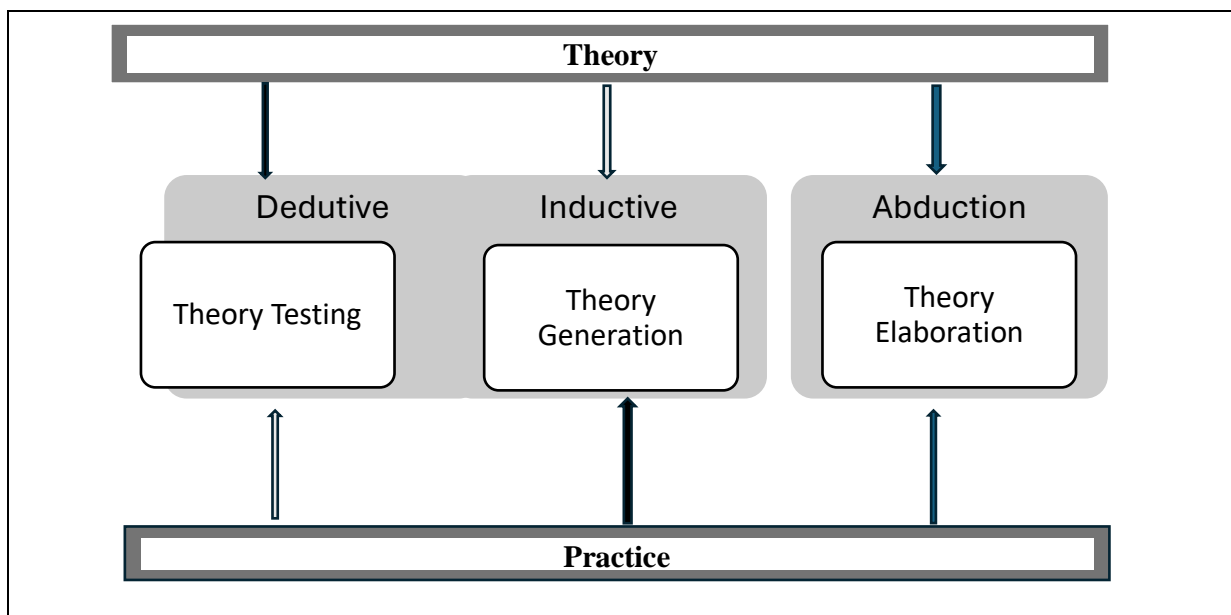 Theory
Dedutive
Inductive
Abduction
Theory Testing
Theory
Generation
Theory
Elaboration
Practice